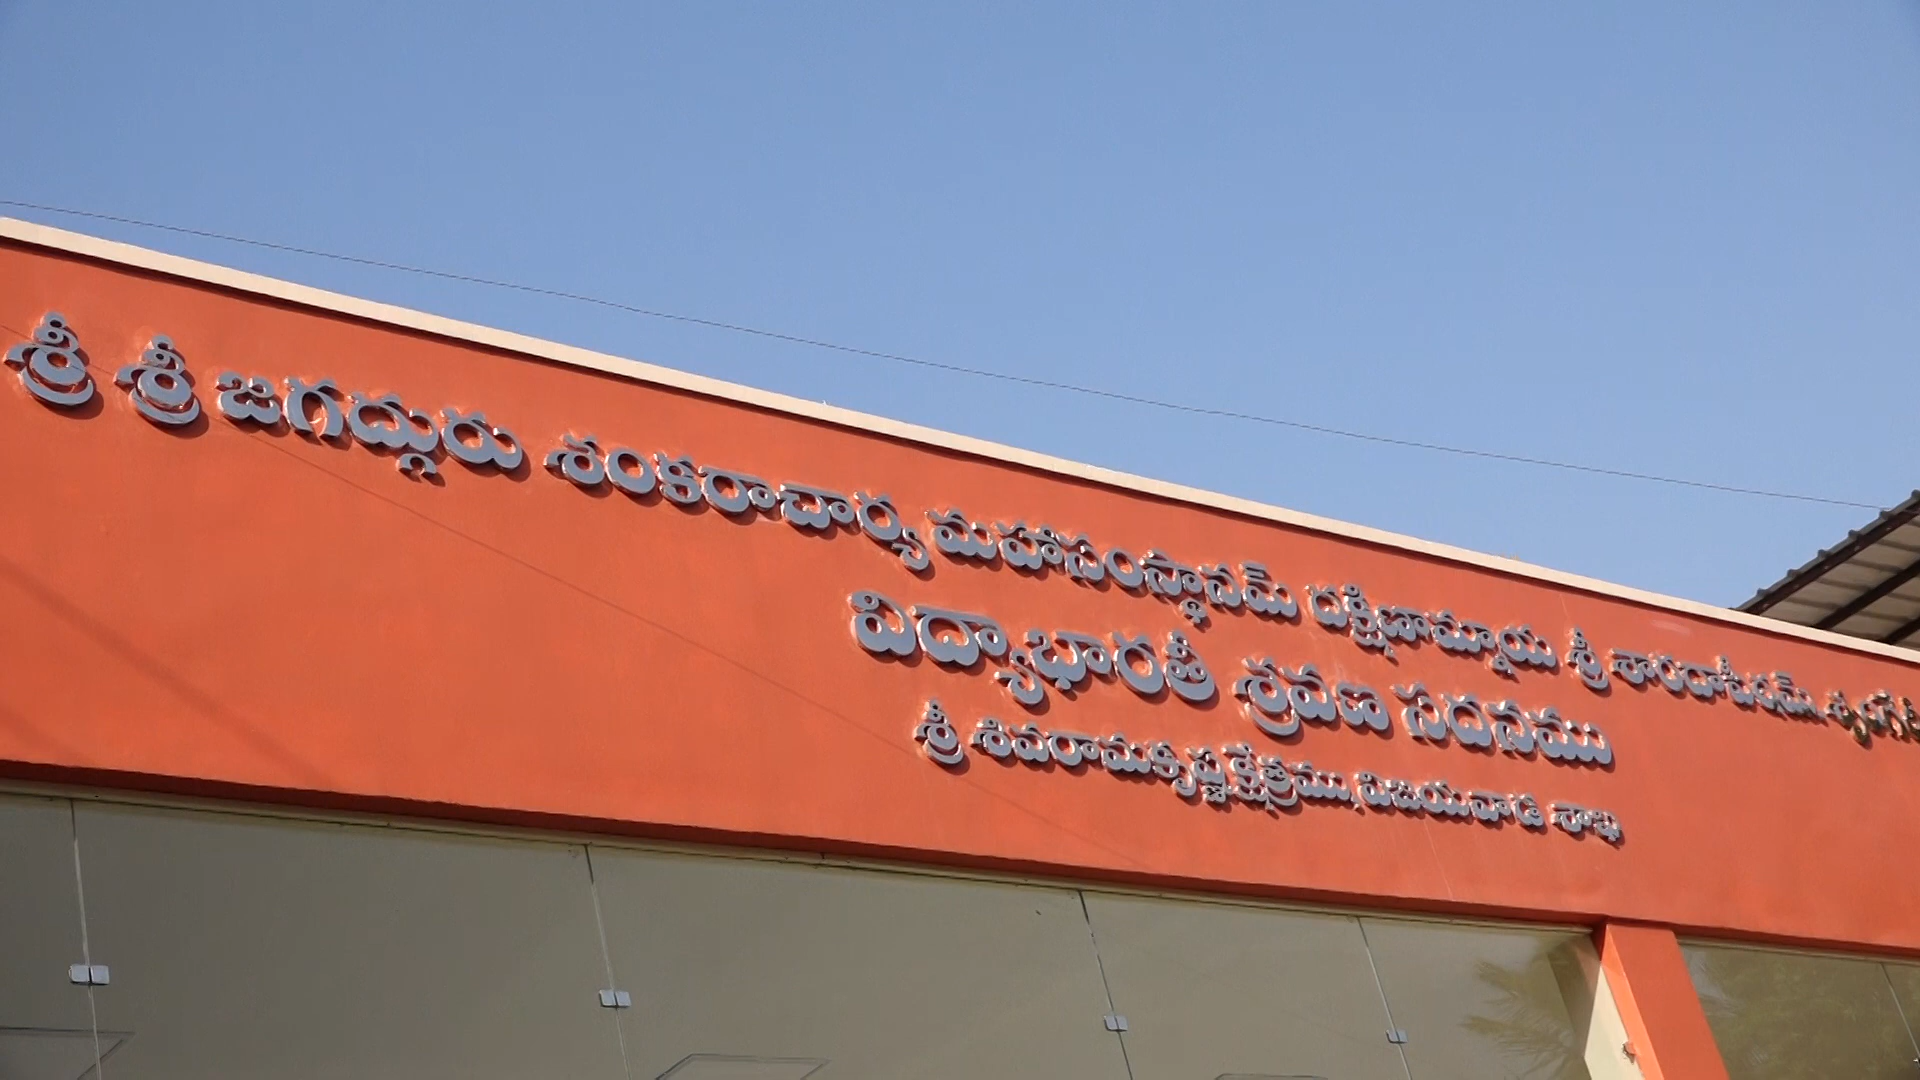 శ్రీ శ్రీ జగద్గురు శంకరాచార్య మహాసంస్థానమ్ దక్షిణామ్నాయ శ్రీ శారదాపీఠమ్, శృంగేరి
విద్యాభారతీ శ్రవణ సదనము
శ్రీ శివరామకృష్ణ క్షేత్రము, విజయవాడ శాఖ